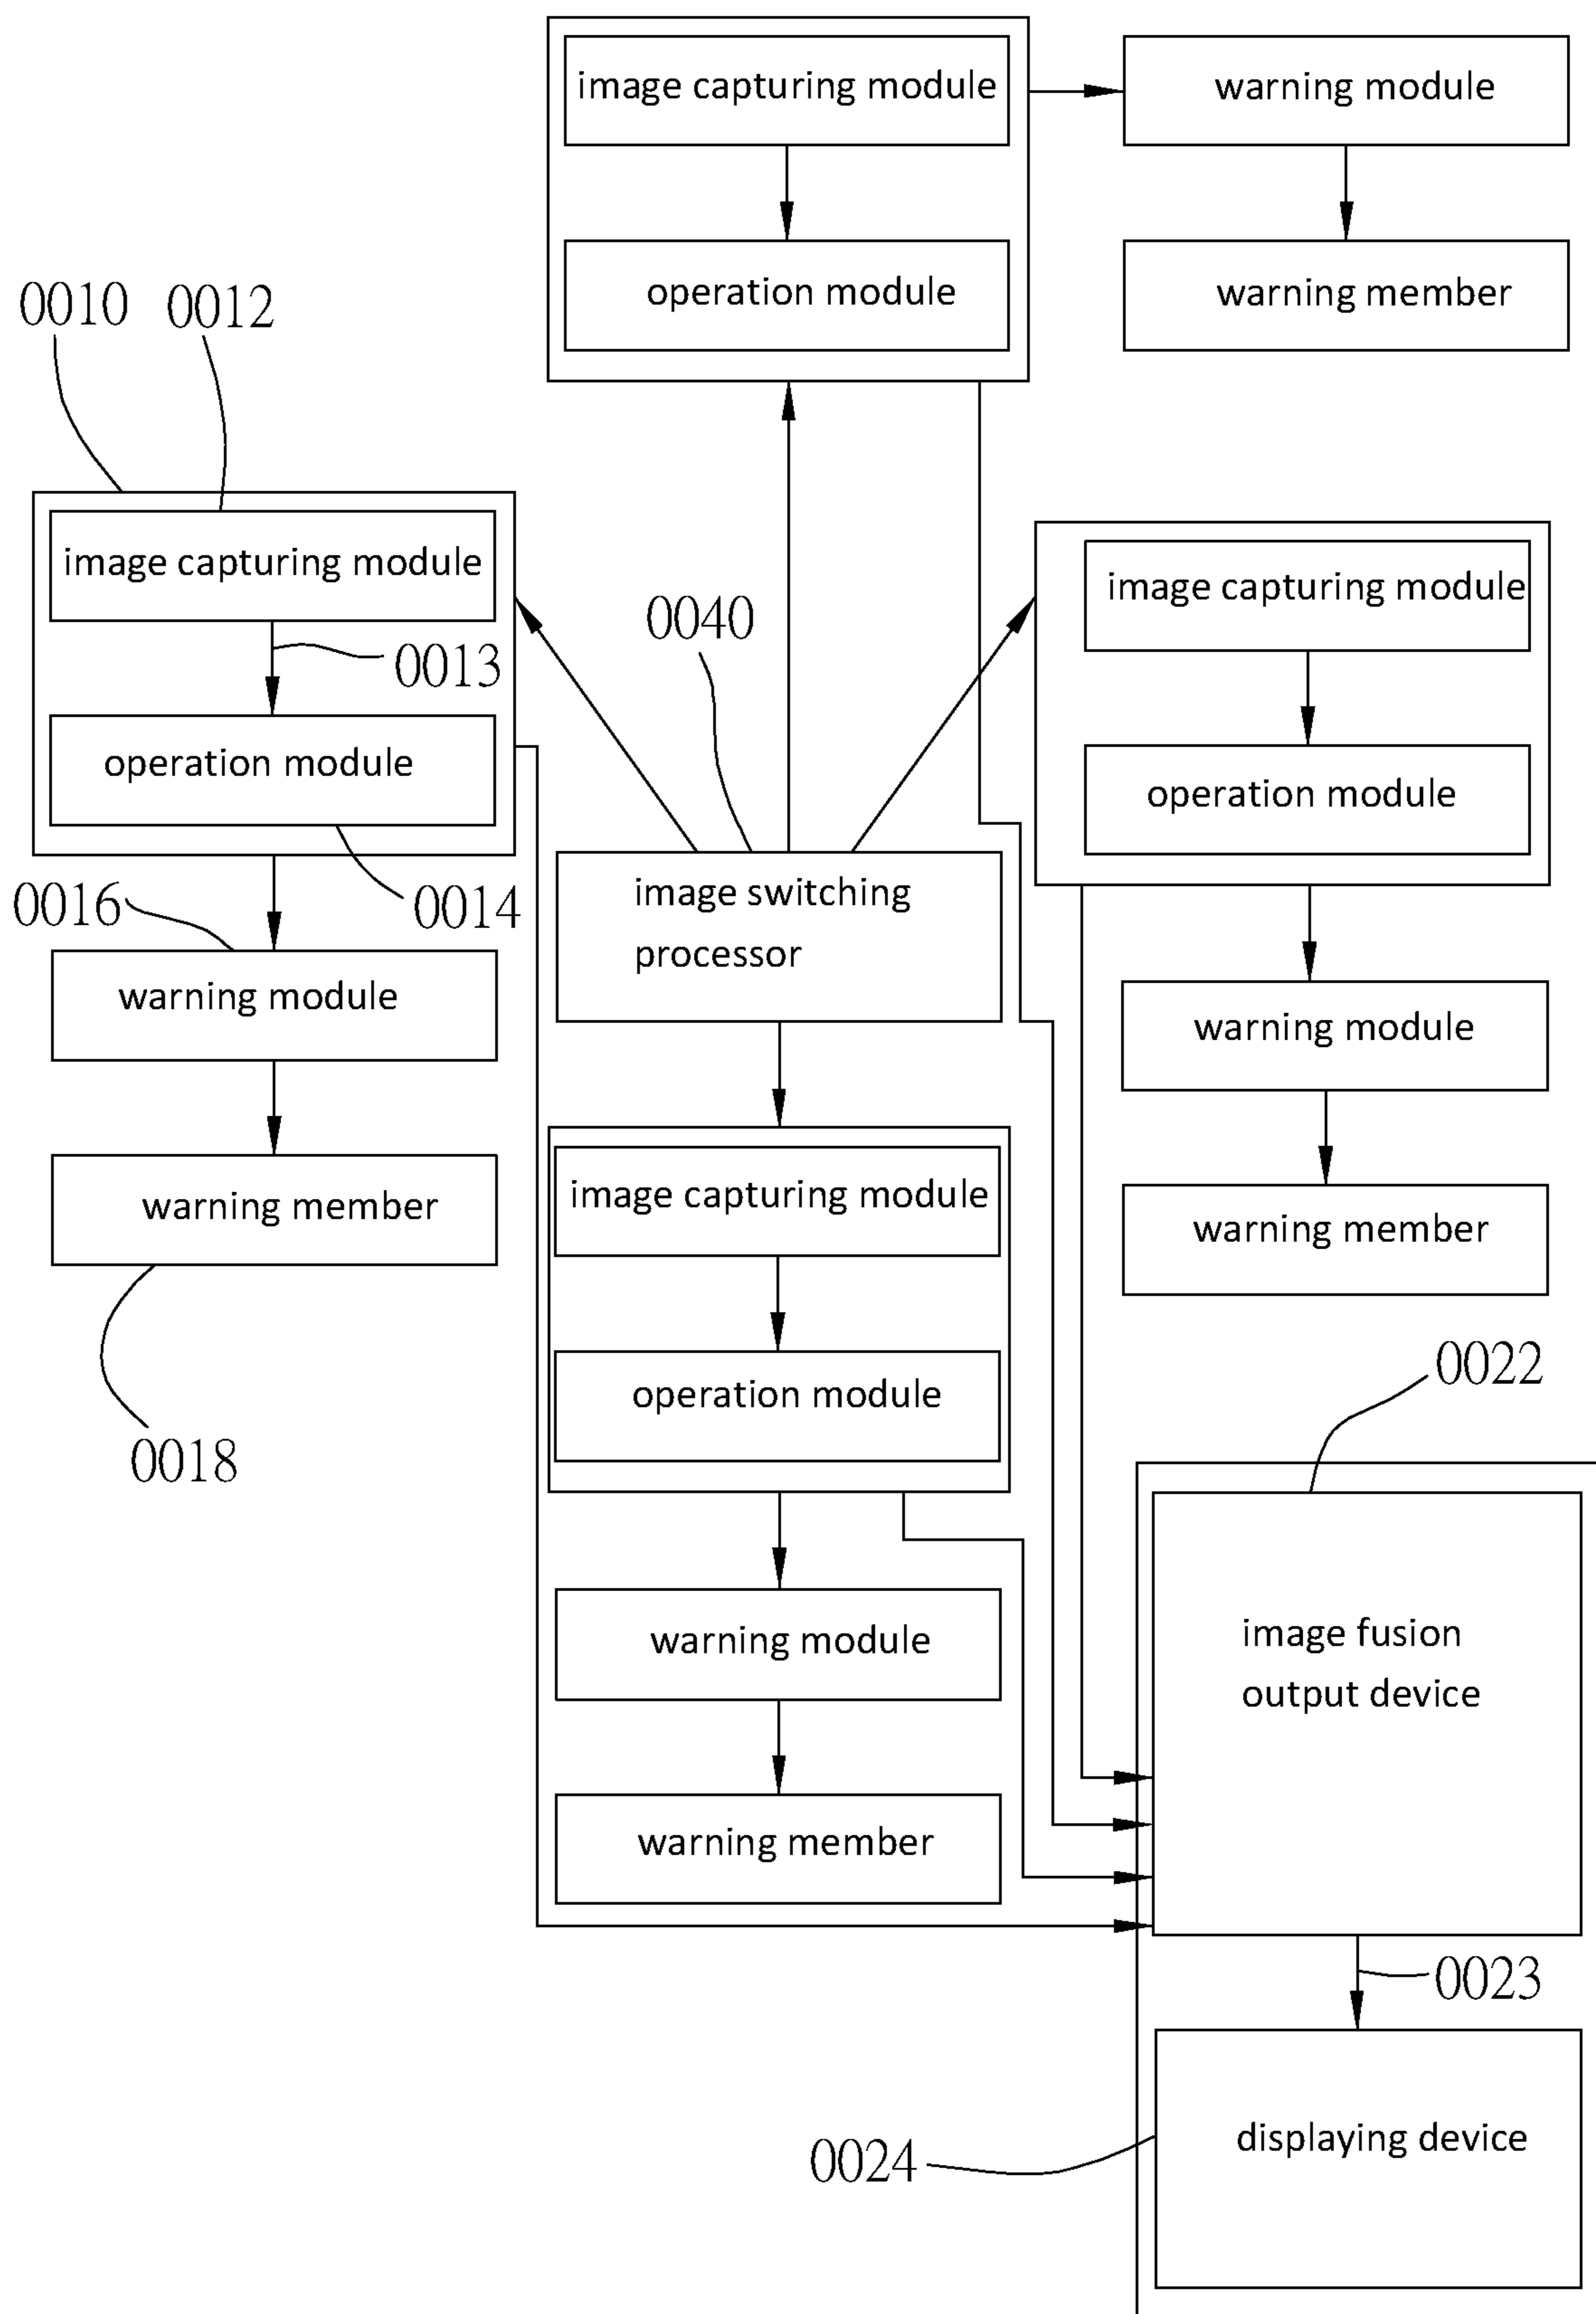 image capturing module
warning module
operation module
warning member
0010
0012
image capturing module
0013
operation module
0014
0016
warning module
warning member
0018
0040
image switching
processor
image capturing module
operation module
warning module
warning member
image capturing module
operation module
warning module
warning member
0022
image fusion
output device
0023
displaying device
0024